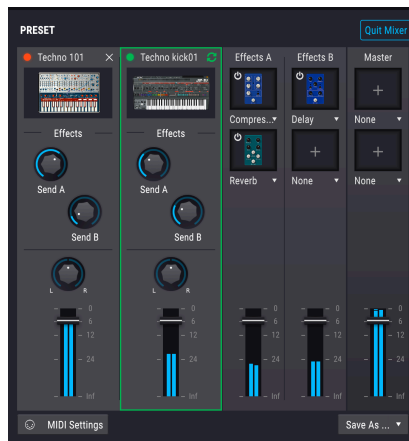 PRESET
Quit Mixer
Techno 101
Techno kick01
Effects A
Effects B
Master
Compres...
Delay
None
Reverb
None
None
Effects
Effects
Send A
Send A
Send B
Send B
L R
L R
0
0
0
0
0
6
6
6
6
6
12
12
12
12
12
24
24
24
24
24
Inf
Inf
Inf
Inf
Inf
MIDI Settings
Save As ...